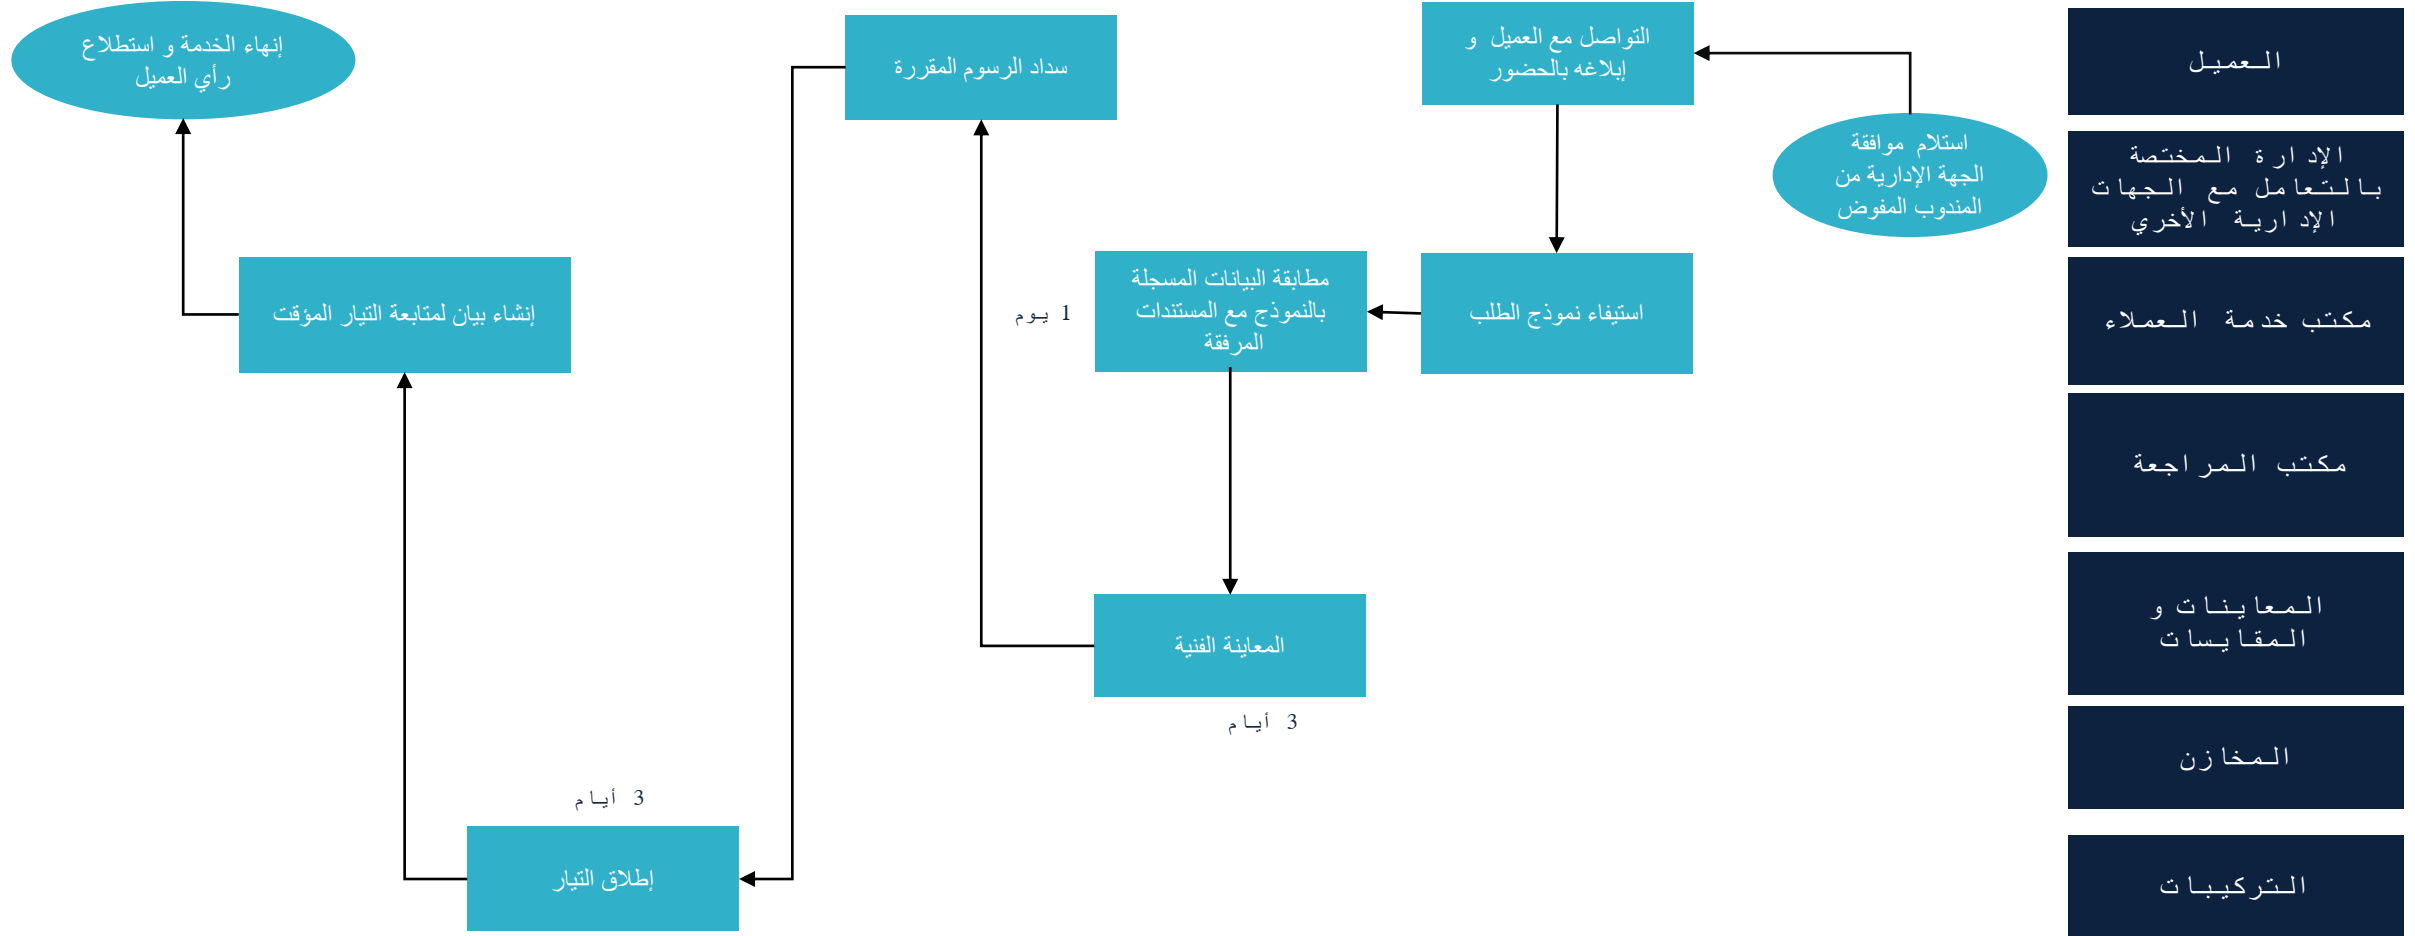 العميل
الإدارة المختصة
بالتعامل مع الجهات
الإدارية الأخري
مكتب خدمة العملاء
مكتب المراجعة
المعاينات و
المقايسات
المخازن
التركيبات
استلام موافقة
الجهة الإدارية من
المندوب المفوض
التواصل مع العميل و
إبلاغه بالحضور
استيفاء نموذج الطلب
مطابقة البيانات المسجلة
بالنموذج مع المستندات
المرفقة
1 يوم
المعاينة الفنية
3 أيام
سداد الرسوم المقررة
3 أيام
إطلاق التيار
إنشاء بيان لمتابعة التيار المؤقت
إنهاء الخدمة و استطلاع
رأي العميل